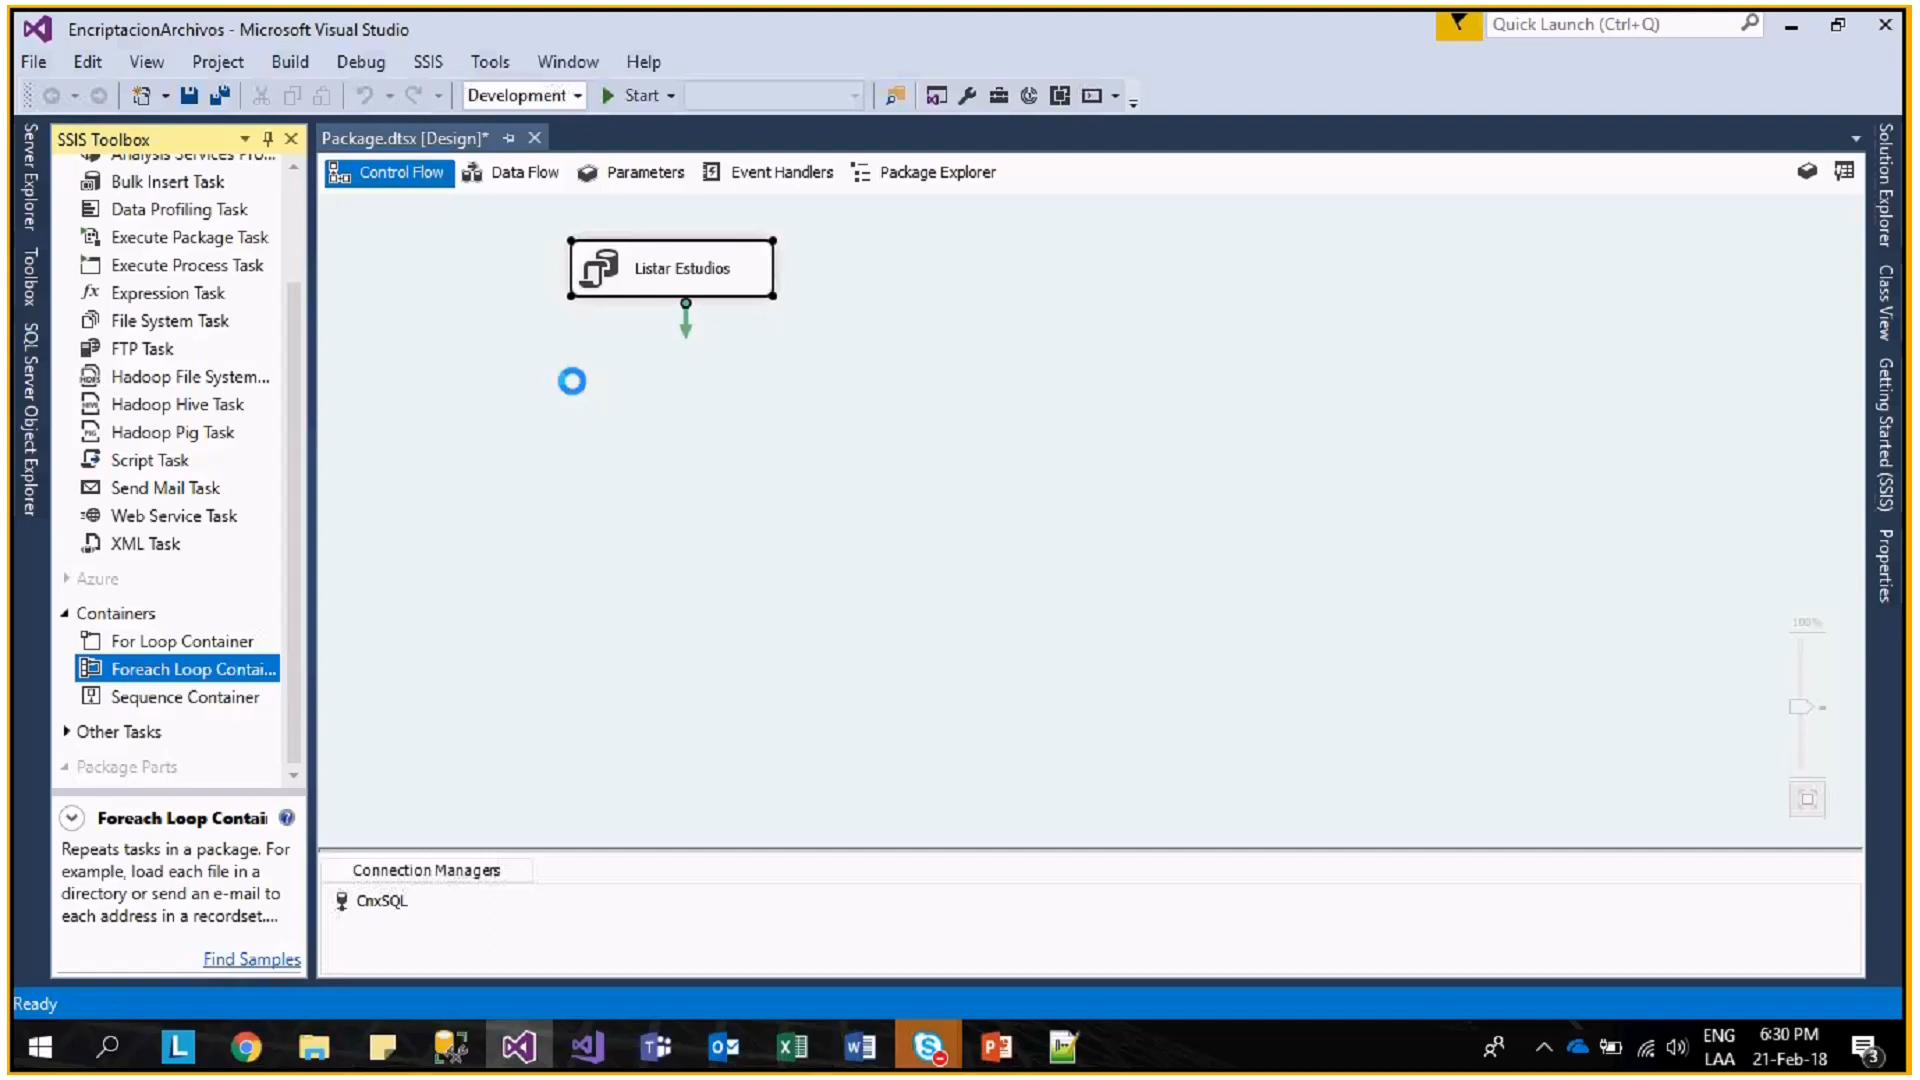 EncriptacionArchivos - Microsoft Visual Studio
Quick Launch (Ctrl+Q)
File Edit View Project Build Debug SSIS Tools Window Help
Development Start
SSIS Toolbox
Package.dtsx [Design]*
Control Flow Data Flow Parameters Event Handlers Package Explorer
Server Explorer
Toolbox
SQL Server Object Explorer
Analysis Services Pro...
Bulk Insert Task
Data Profiling Task
Execute Package Task
Execute Process Task
Expression Task
File System Task
FTP Task
Hadoop File System...
Hadoop Hive Task
Hadoop Pig Task
Script Task
Send Mail Task
Web Service Task
XML Task
Azure
Containers
For Loop Container
Foreach Loop Contai...
Sequence Container
Other Tasks
Package Parts
Foreach Loop Contai
Repeats tasks in a package. For
example, load each file in a
directory or send an e-mail to
each address in a recordset....
Find Samples
Listar Estudios
100%
Connection Managers
CnxSQL
Solution Explorer
Class View
Getting Started (SSIS)
Properties
Ready
ENG
LAA
6:30 PM
21-Feb-18
3